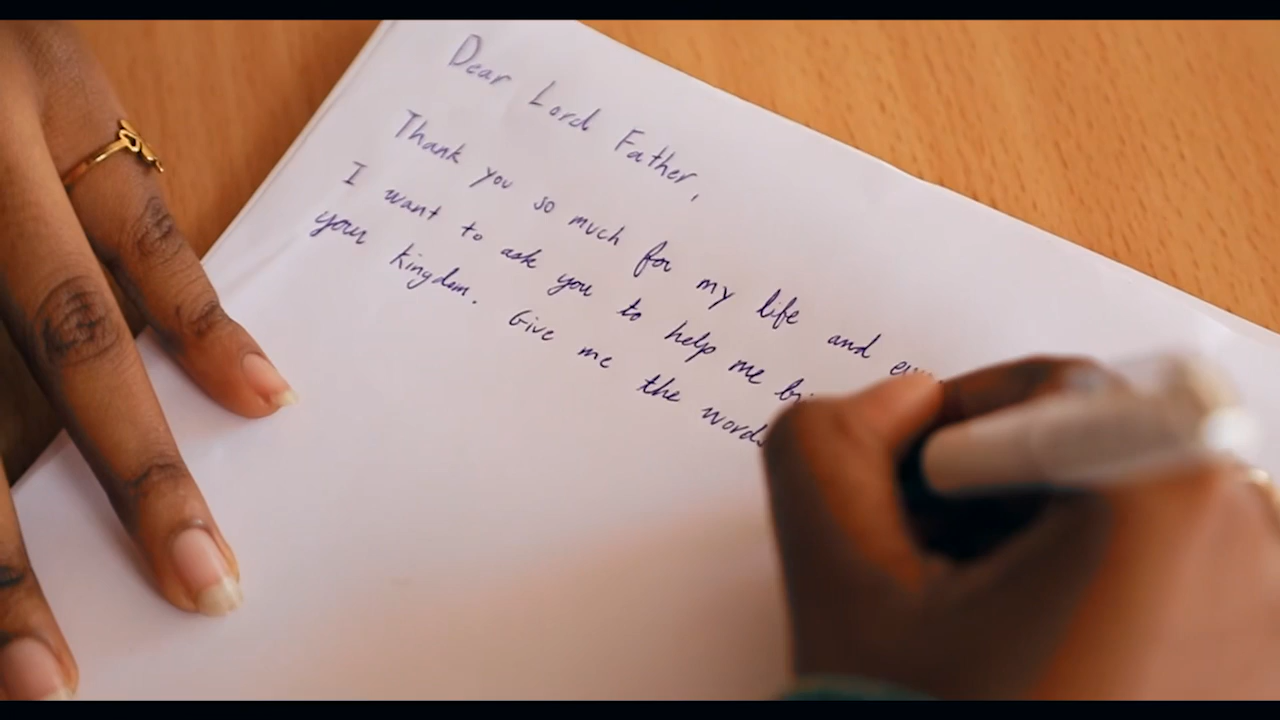 Dear Lord Father,
Thank you so much for my life and
I want to ask you to help me
your kingdom. Give me the words